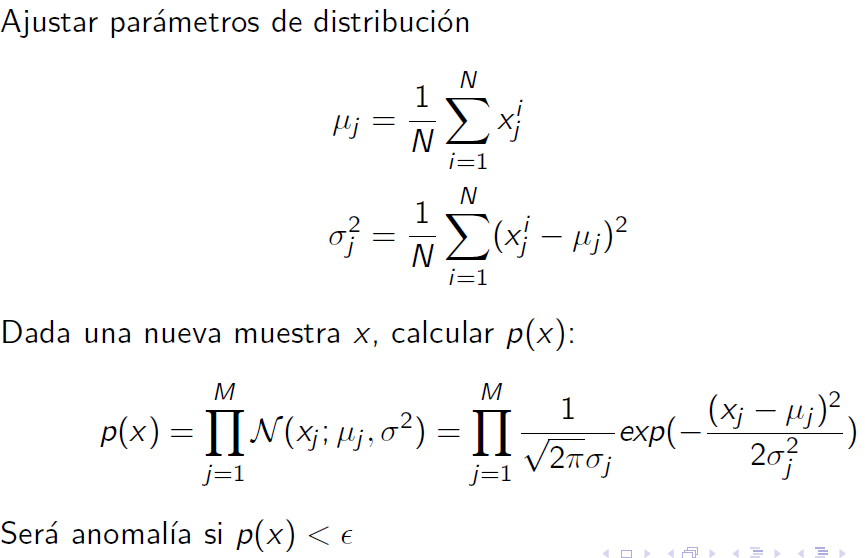 Ajustar parámetros de distribución
$$\mu_j = \frac{1}{N} \sum_{i=1}^{N} x_j^i$$
$$\sigma_j^2 = \frac{1}{N} \sum_{i=1}^{N} (x_j^i - \mu_j)^2$$
Dada una nueva muestra $x$, calcular $p(x)$:
$$p(x) = \prod_{j=1}^{M} \mathcal{N}(x_j; \mu_j, \sigma^2) = \prod_{j=1}^{M} \frac{1}{\sqrt{2\pi}\sigma_j} exp(-\frac{(x_j - \mu_j)^2}{2\sigma_j^2})$$
Será anomalía si $p(x) < \epsilon$